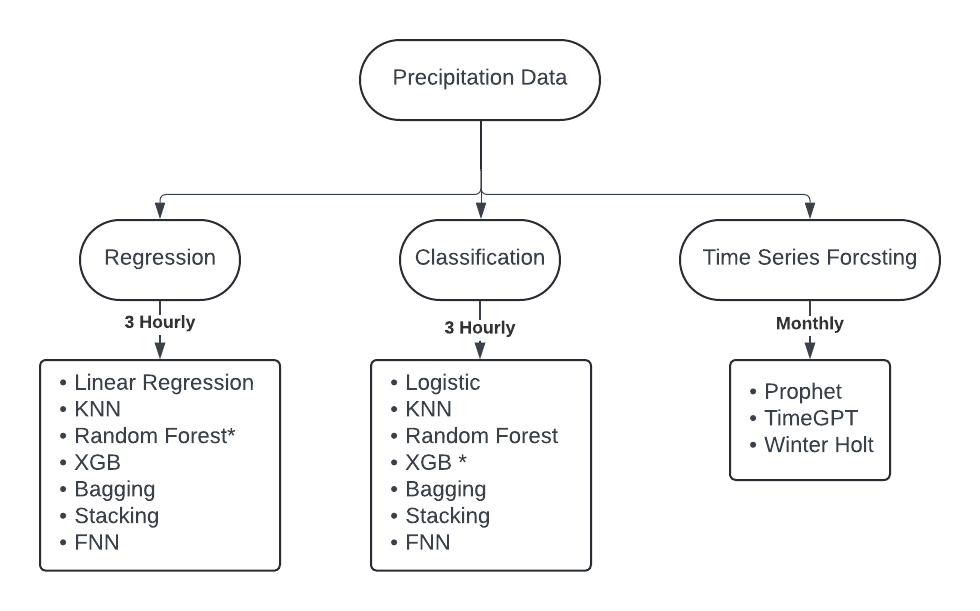 Precipitation Data
Regression
Classification
Time Series Forcsting
3 Hourly
3 Hourly
Monthly
• Linear Regression
• KNN
• Random Forest*
• XGB
• Bagging
• Stacking
• FNN
• Logistic
• KNN
• Random Forest
• XGB *
• Bagging
• Stacking
• FNN
• Prophet
• TimeGPT
• Winter Holt